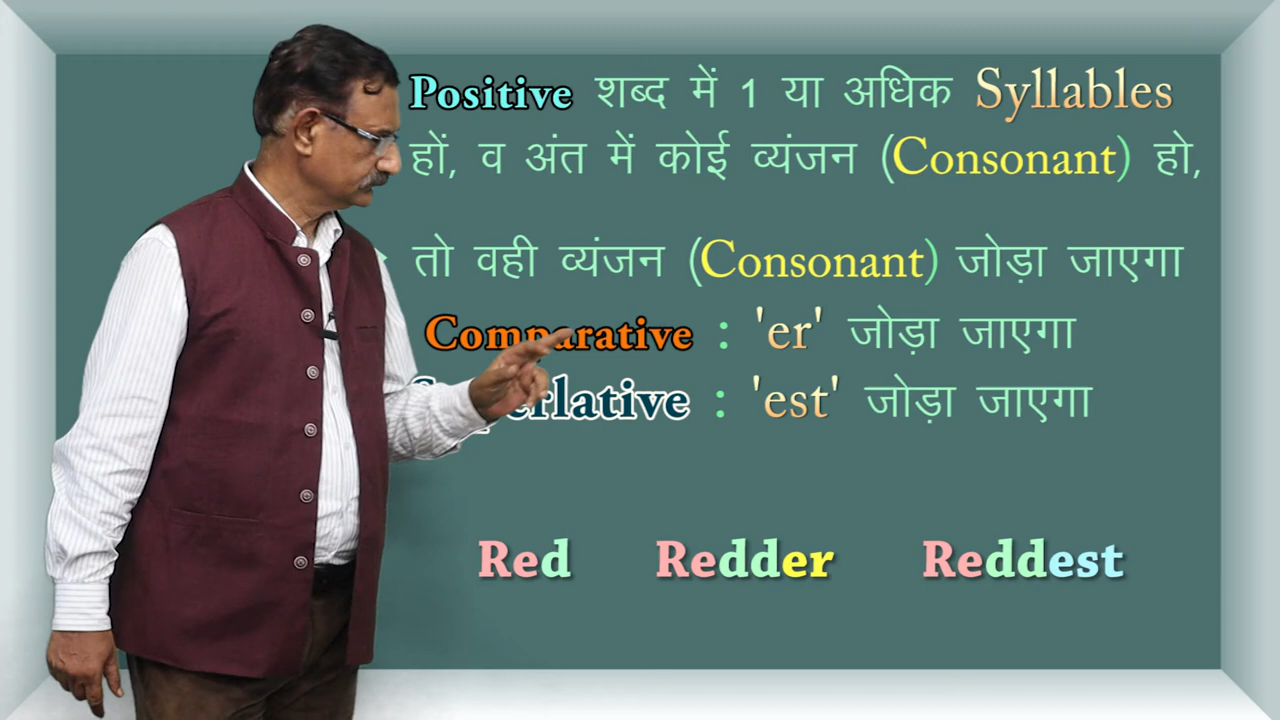 Positive शब्द में 1 या अधिक Syllables
हों, व अंत में कोई व्यंजन (Consonant) हो,
तो वही व्यंजन (Consonant) जोड़ा जाएगा
Comparative : 'er' जोड़ा जाएगा
Superlative : 'est' जोड़ा जाएगा
Red Redder Reddest